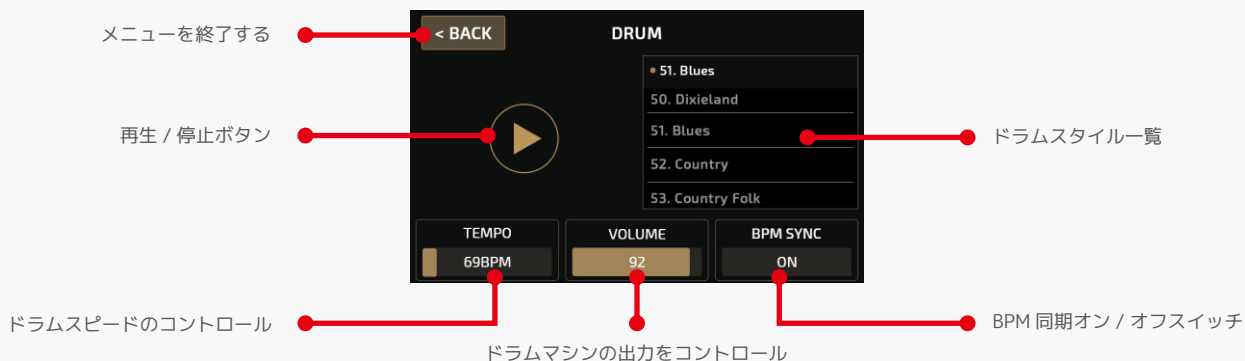 メニューを終了する
< BACK
DRUM
51. Blues
50. Dixieland
再生 / 停止ボタン
51. Blues
ドラムスタイル一覧
52. Country
53. Country Folk
TEMPO
VOLUME
BPM SYNC
69BPM
92
ON
ドラムスピードのコントロール
BPM 同期オン / オフスイッチ
ドラムマシンの出力をコントロール